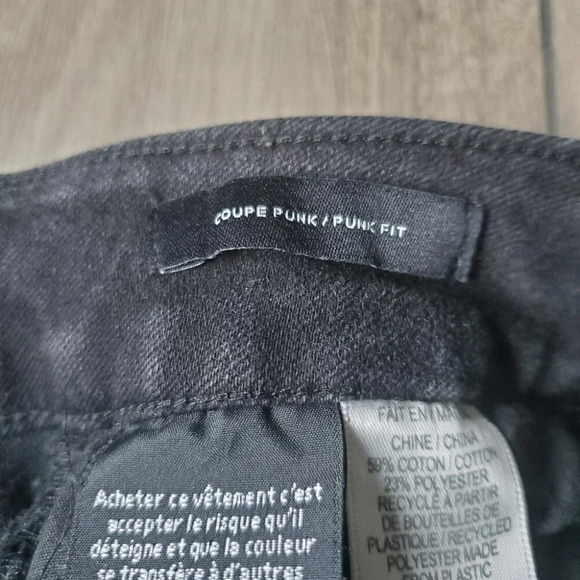 COUPE PUNK / PUNK FIT
Acheter ce vêtement c'est
accepter le risque qu'il
déteigne et que la couleur
se transfère à d'autres
FAIT EN / M
CHINE / CHINA
59% COTON / COTTON
23% POLYESTER
RECYCLÉ A PARTIR
DE BOUTEILLES DE
PLASTIQUE / RECYCLED
POLYESTER MADE
FROM PLASTIC